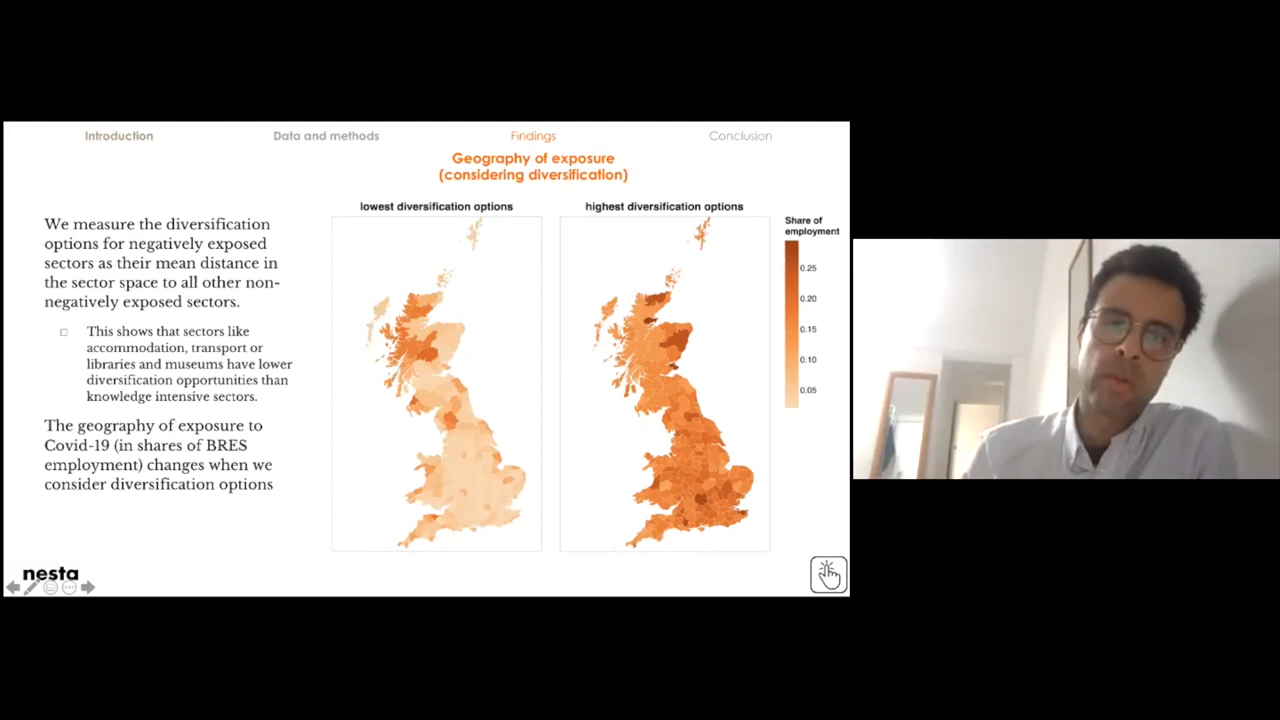 Introduction
Data and methods
Findings
Conclusion
Geography of exposure
(considering diversification)
We measure the diversification
options for negatively exposed
sectors as their mean distance in
the sector space to all other non-
negatively exposed sectors.
This shows that sectors like
accommodation, transport or
libraries and museums have lower
diversification opportunities than
knowledge intensive sectors.
The geography of exposure to
Covid-19 (in shares of BRES
employment) changes when we
consider diversification options
lowest diversification options
highest diversification options
Share of
employment
0.25
0.20
0.15
0.10
0.05
nesta